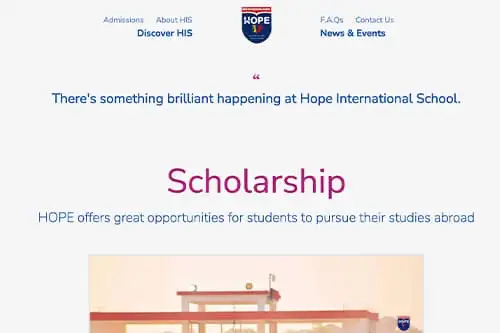 Admissions About HIS
HOPE
F.A.Qs Contact Us
Discover HIS
News & Events
“
There's something brilliant happening at Hope International School.
Scholarship
HOPE offers great opportunities for students to pursue their studies abroad